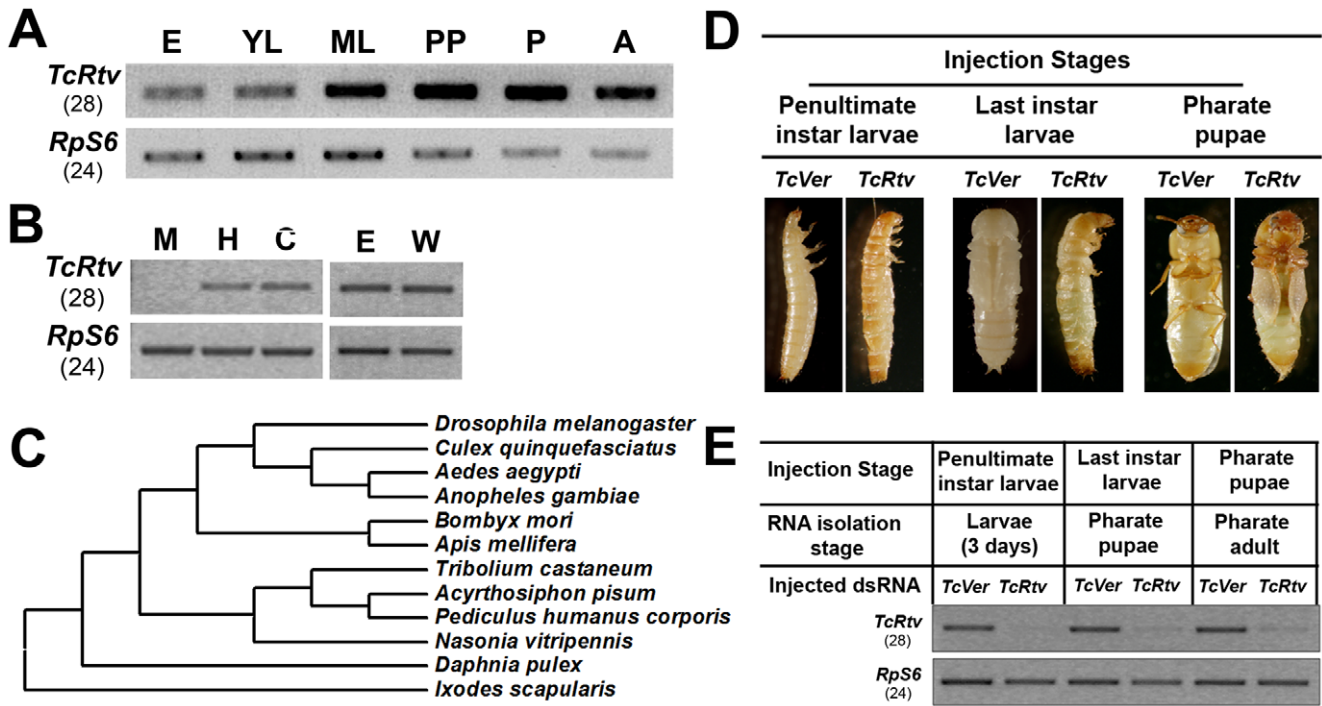 A
E YL ML PP P A
TcRtv
(28)
RpS6
(24)
B
M H C E W
TcRtv
(28)
RpS6
(24)
C
Drosophila melanogaster
Culex quinquefasciatus
Aedes aegypti
Anopheles gambiae
Bombyx mori
Apis mellifera
Tribolium castaneum
Acyrthosiphon pisum
Pediculus humanus corporis
Nasonia vitripennis
Daphnia pulex
Ixodes scapularis
D
Injection Stages
Penultimate Last instar Pharate
instar larvae larvae pupae
TcVer TcRtv TcVer TcRtv TcVer TcRtv
E
Injection Stage
Penultimate Last instar Pharate
instar larvae larvae pupae
RNA isolation
stage
Larvae Pharate Pharate
(3 days) pupae adult
Injected dsRNA TcVer TcRtv TcVer TcRtv TcVer TcRtv
TcRtv
(28)
RpS6
(24)